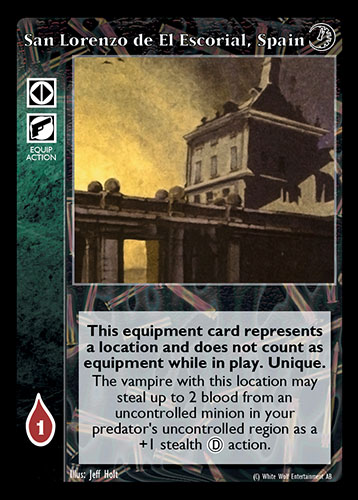 San Lorenzo de El Escorial, Spain
EQUIP
ACTION
This equipment card represents
a location and does not count as
equipment while in play. Unique.
The vampire with this location may
steal up to 2 blood from an
uncontrolled minion in your
predator's uncontrolled region as a
+1 stealth Ⓓ action.
1
Illus: Jeff Holt
(C) White Wolf Entertainment AB